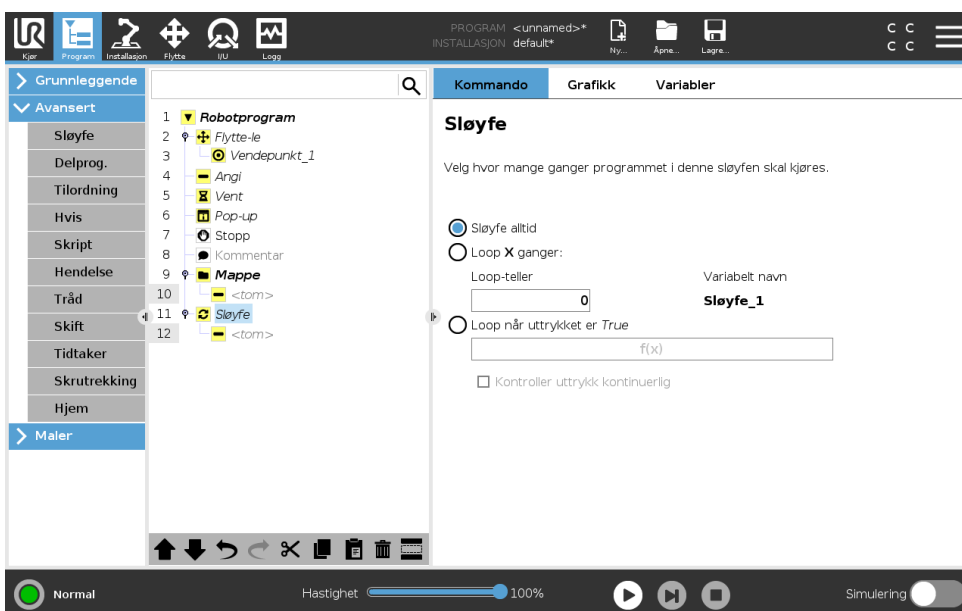 UR
PROGRAM <unnamed>*
INSTALLASJON default*
Kjør Program Installasjon Flytte I/U Logg
Ny... Åpne... Lagre...
C C
C C
Grunnleggende
Avansert
Sløyfe
Delprog.
Tilordning
Hvis
Skript
Hendelse
Tråd
Skift
Tidtaker
Skrutrekking
Hjem
Maler
1 Robotprogram
2 Flytte-le
3 Vendepunkt_1
4 Angi
5 Vent
6 Pop-up
7 Stopp
8 Kommentar
9 Mappe
10 <tom>
11 Sløyfe
12 <tom>
Kommando Grafikk Variabler
Sløyfe
Velg hvor mange ganger programmet i denne sløyfen skal kjøres.
Sløyfe alltid
Loop X ganger:
Loop-teller Variabelt navn
0 Sløyfe_1
Loop når uttrykket er True
f(x)
Kontroller uttrykk kontinuerlig
Normal
Hastighet 100%
Simulering